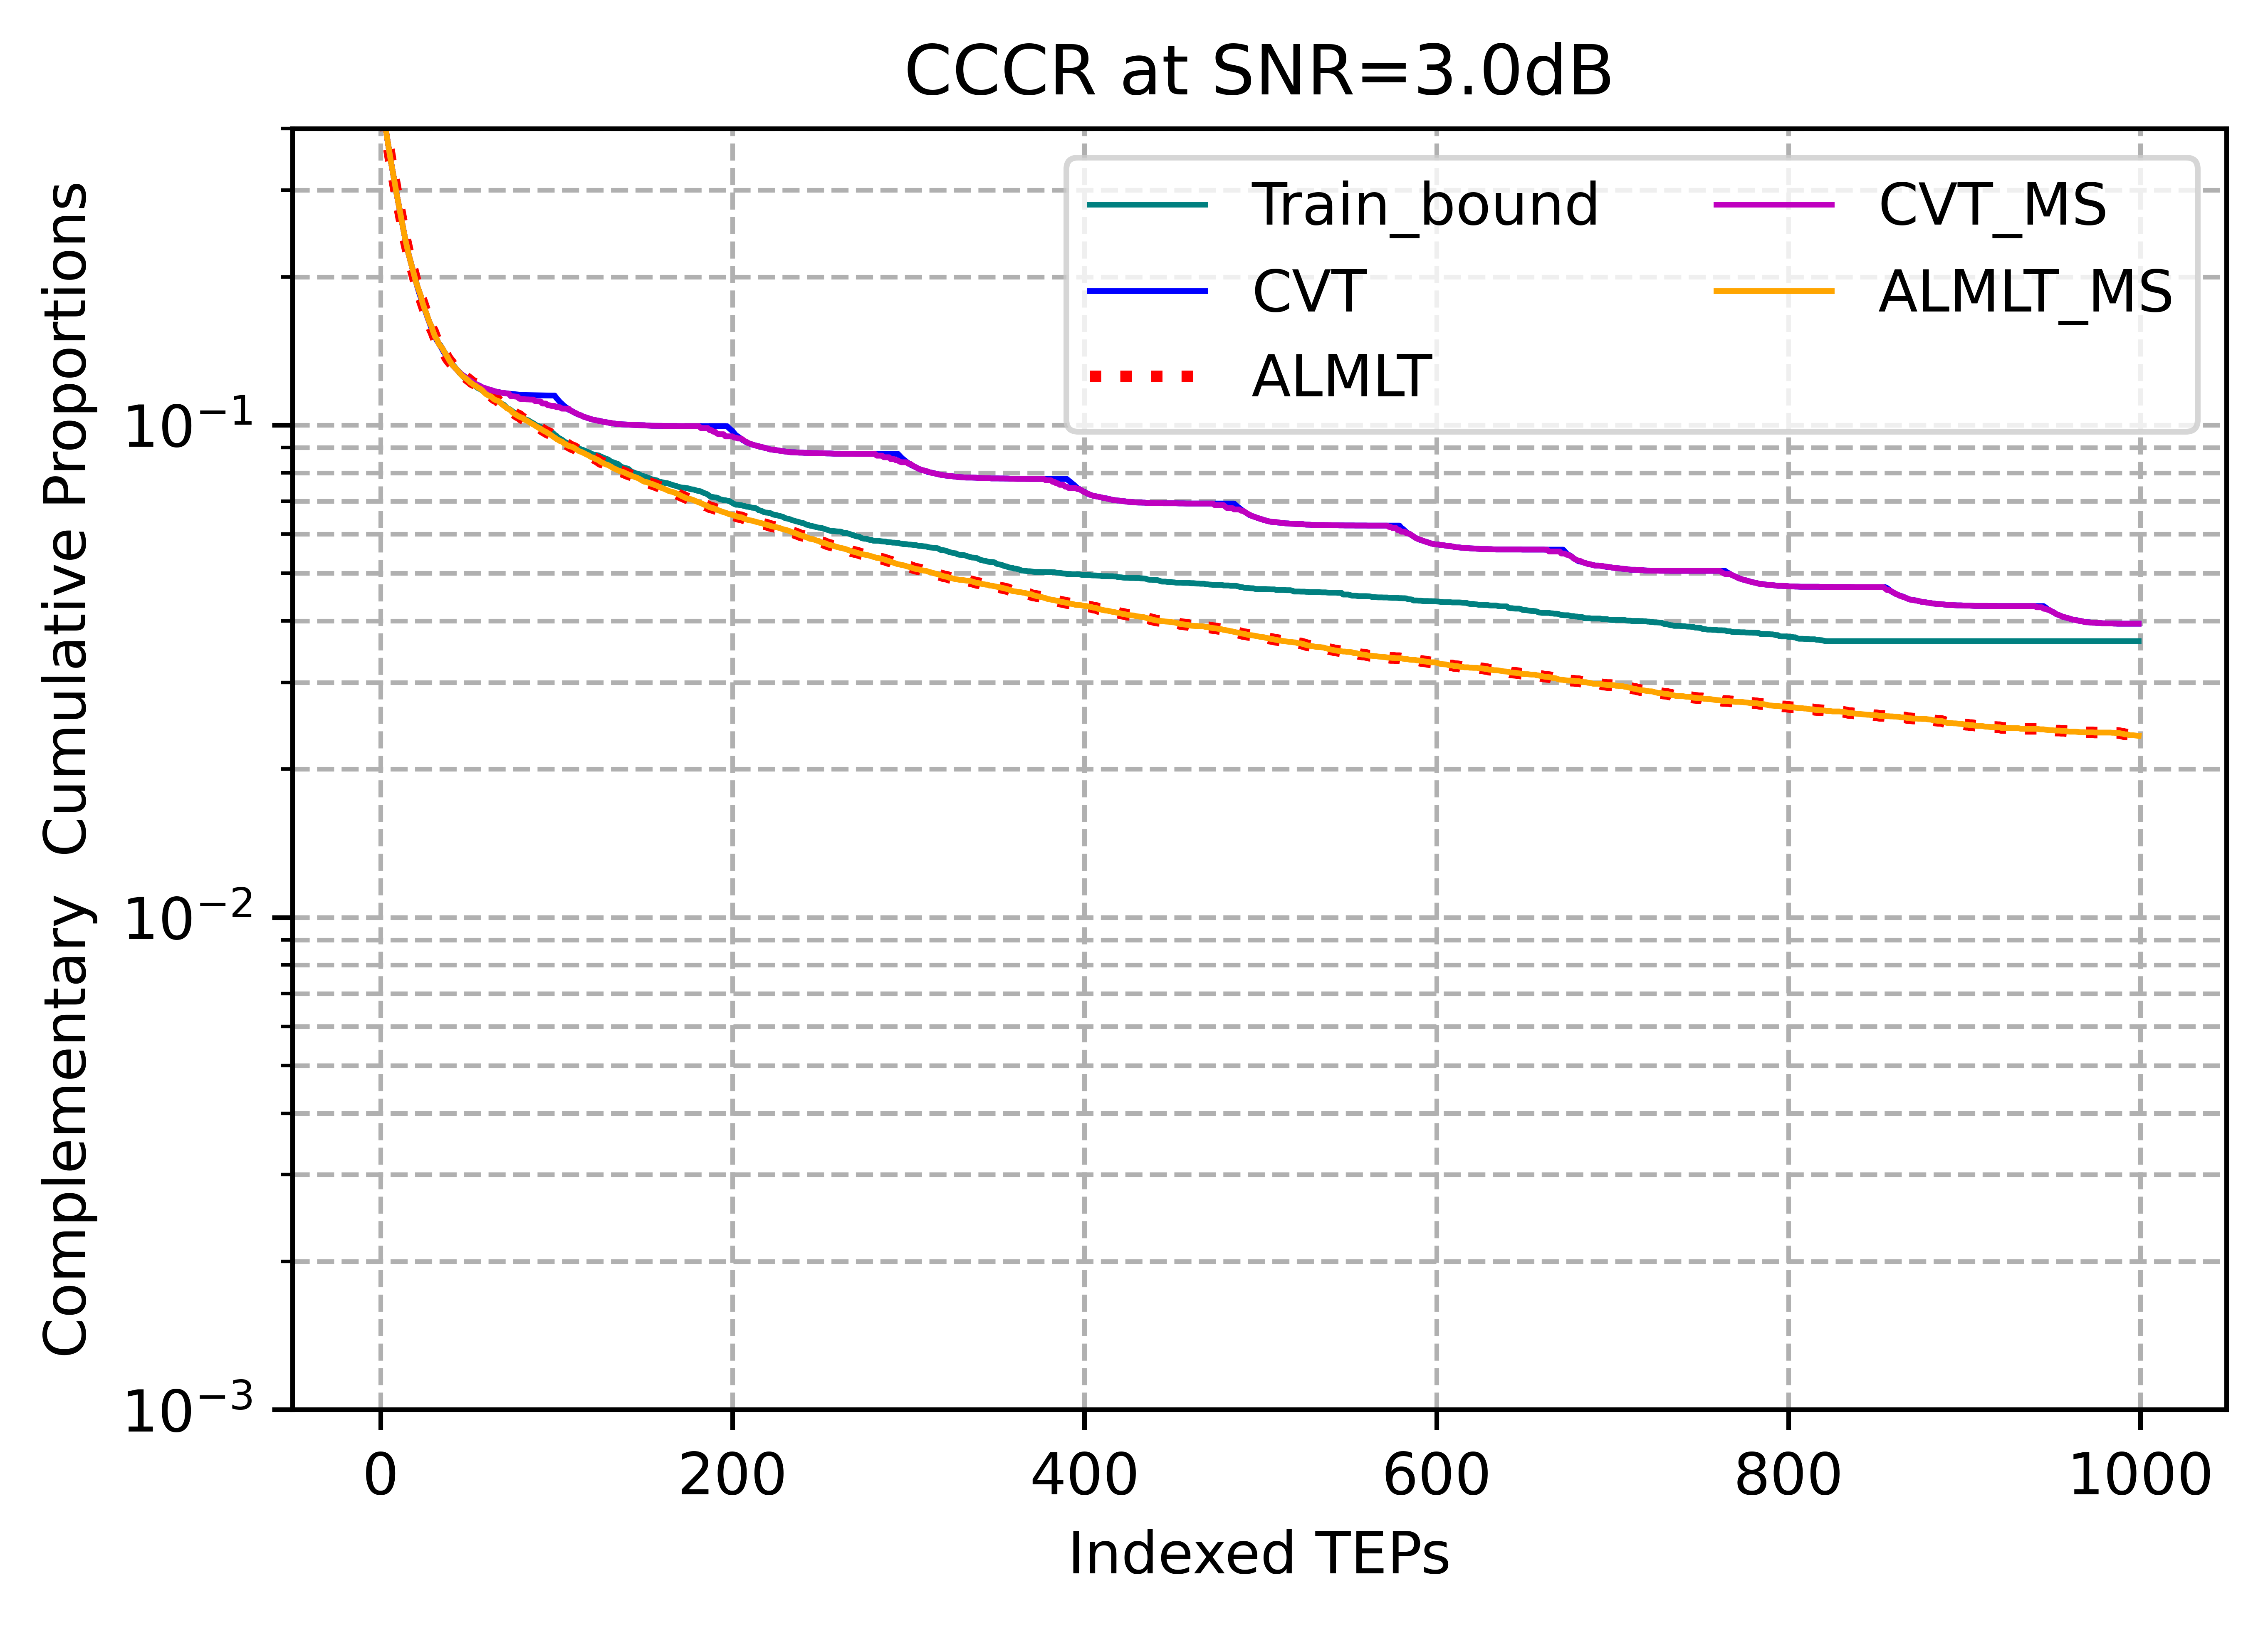 CCCR at SNR=3.0dB
Train_bound
CVT
ALMLT
CVT_MS
ALMLT_MS
Complementary  Cumulative Proportions
10⁻¹
10⁻²
10⁻³
0 200 400 600 800 1000
Indexed TEPs